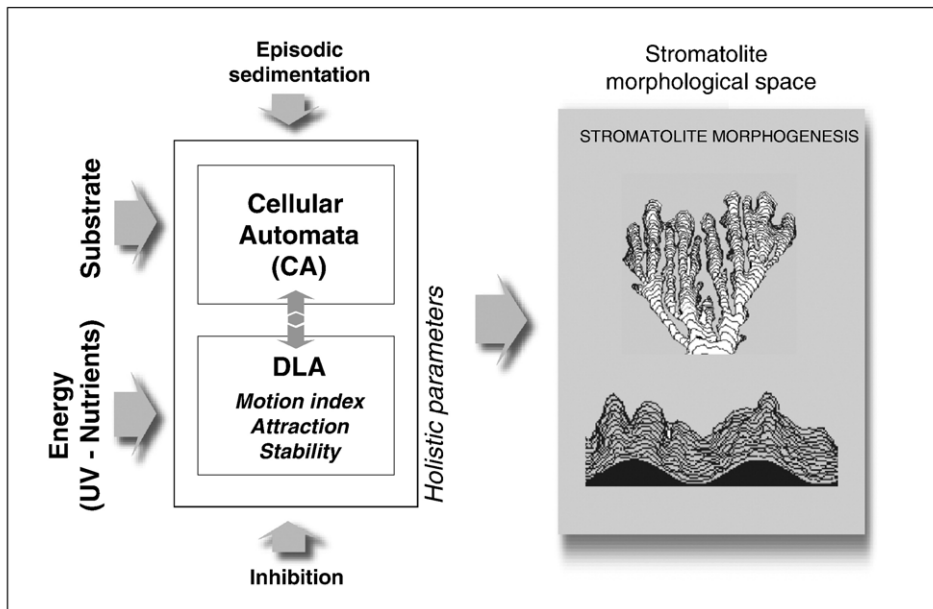 Episodic
sedimentation
Substrate
Energy
(UV - Nutrients)
Cellular
Automata
(CA)
DLA
Motion index
Attraction
Stability
Holistic parameters
Inhibition
Stromatolite
morphological space
STROMATOLITE MORPHOGENESIS